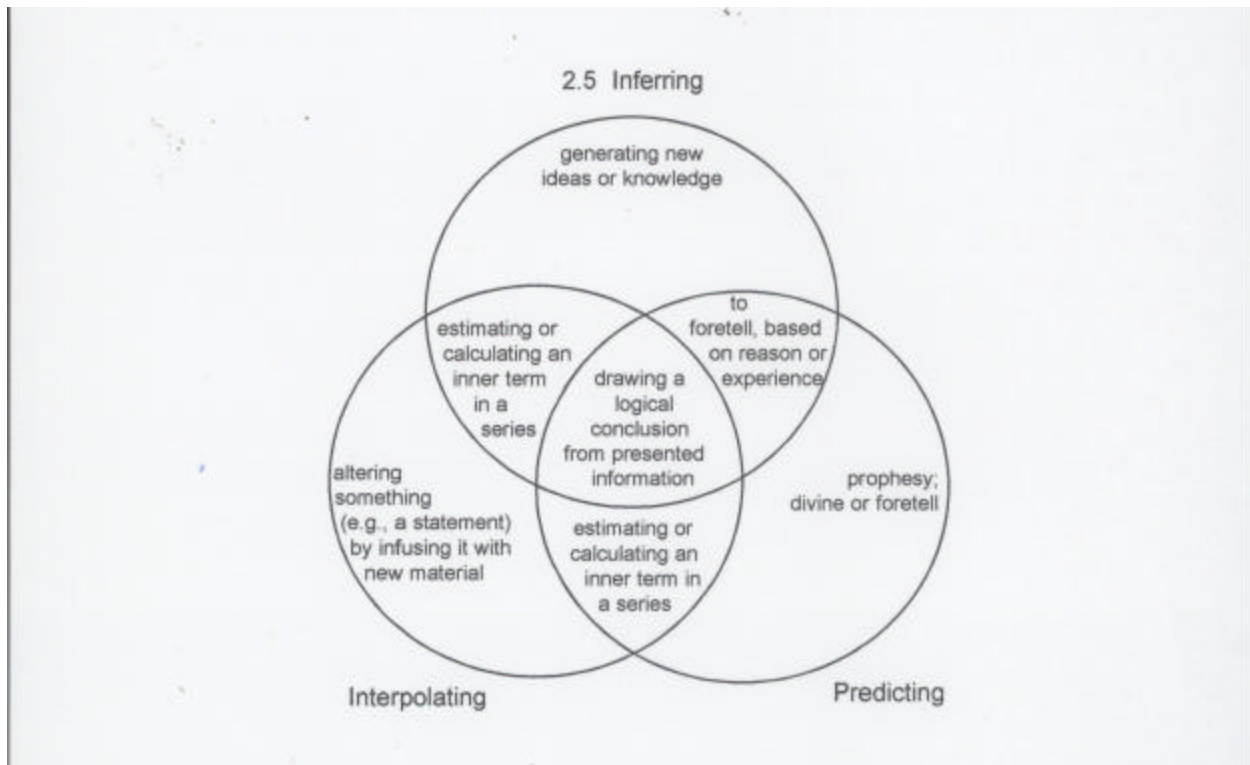 2.5 Inferring
generating new
ideas or knowledge
estimating or
calculating an
inner term
in a
series
to
foretell, based
on reason or
experience
drawing a
logical
conclusion
from presented
information
altering
something
(e.g., a statement)
by infusing it with
new material
prophesy;
divine or foretell
estimating or
calculating an
inner term in
a series
Interpolating
Predicting